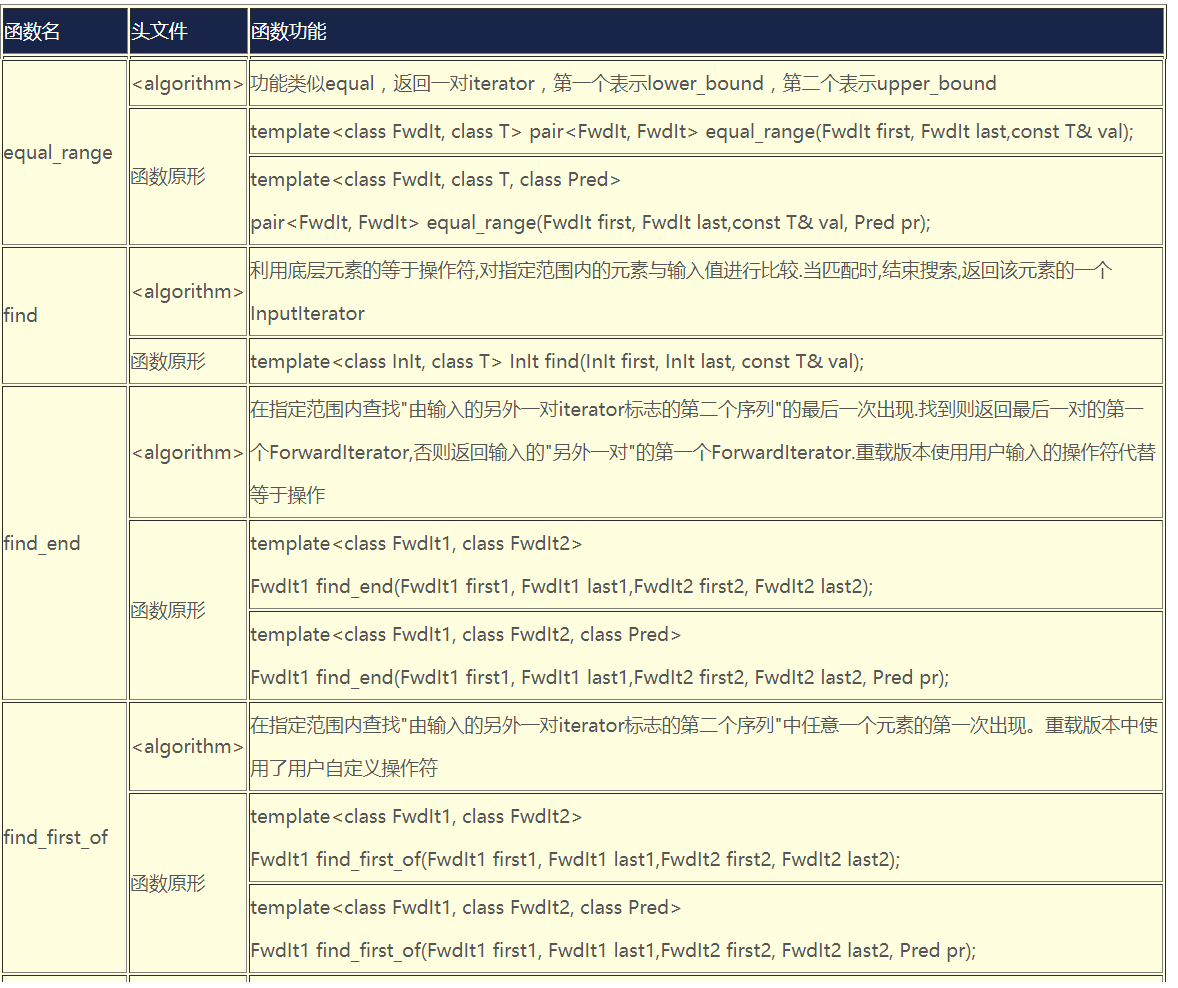 函数名 头文件 函数功能
<algorithm> 功能类似equal，返回一对iterator，第一个表示lower_bound，第二个表示upper_bound
equal_range
函数原形
template<class FwdIt, class T> pair<FwdIt, FwdIt> equal_range(FwdIt first, FwdIt last,const T& val);
template<class FwdIt, class T, class Pred>
pair<FwdIt, FwdIt> equal_range(FwdIt first, FwdIt last,const T& val, Pred pr);
find
<algorithm>
利用底层元素的等于操作符,对指定范围内的元素与输入值进行比较.当匹配时,结束搜索,返回该元素的一个
InputIterator
函数原形 template<class InIt, class T> InIt find(InIt first, InIt last, const T& val);
find_end
<algorithm>
在指定范围内查找"由输入的另外一对iterator标志的第二个序列"的最后一次出现.找到则返回最后一对的第一
个ForwardIterator,否则返回输入的"另外一对"的第一个ForwardIterator.重载版本使用用户输入的操作符代替
等于操作
函数原形
template<class FwdIt1, class FwdIt2>
FwdIt1 find_end(FwdIt1 first1, FwdIt1 last1,FwdIt2 first2, FwdIt2 last2);
template<class FwdIt1, class FwdIt2, class Pred>
FwdIt1 find_end(FwdIt1 first1, FwdIt1 last1,FwdIt2 first2, FwdIt2 last2, Pred pr);
find_first_of
<algorithm>
在指定范围内查找"由输入的另外一对iterator标志的第二个序列"中任意一个元素的第一次出现。重载版本中使
用了用户自定义操作符
函数原形
template<class FwdIt1, class FwdIt2>
FwdIt1 find_first_of(FwdIt1 first1, FwdIt1 last1,FwdIt2 first2, FwdIt2 last2);
template<class FwdIt1, class FwdIt2, class Pred>
FwdIt1 find_first_of(FwdIt1 first1, FwdIt1 last1,FwdIt2 first2, FwdIt2 last2, Pred pr);